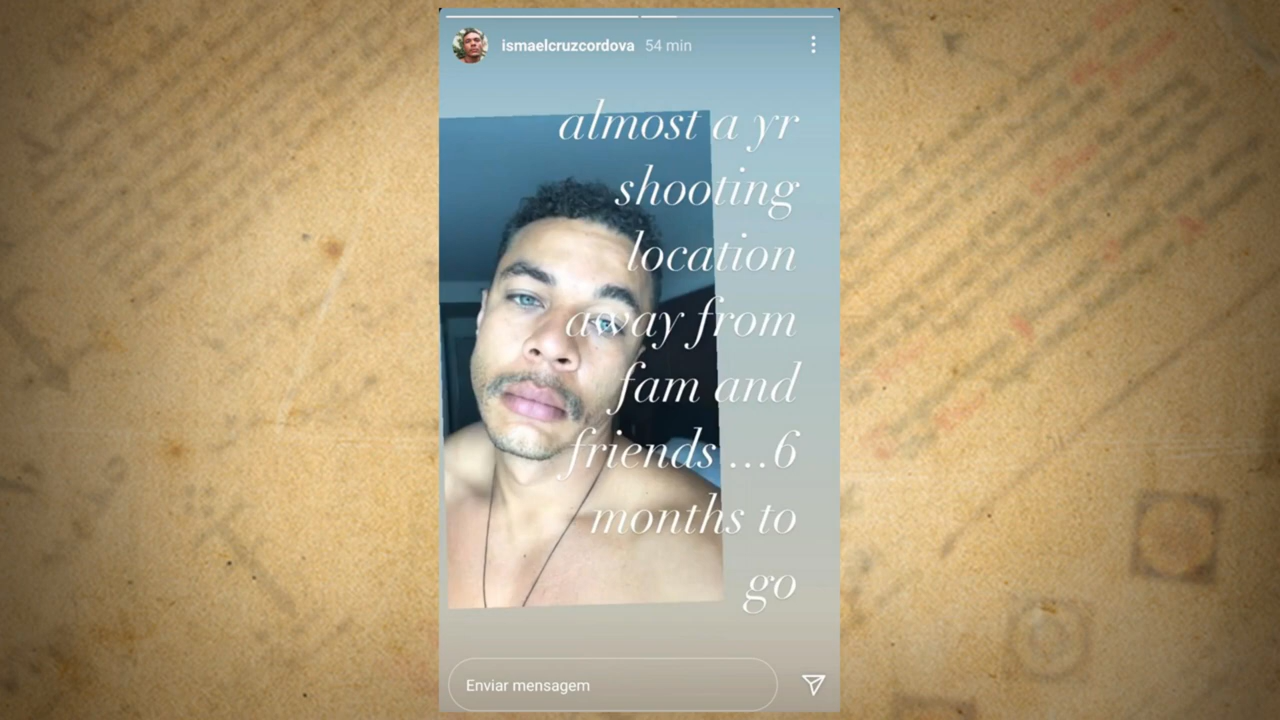 ismaelcruzcordova 54 min
almost a yr
shooting
location
away from
fam and
friends ...6
months to
go
Enviar mensagem